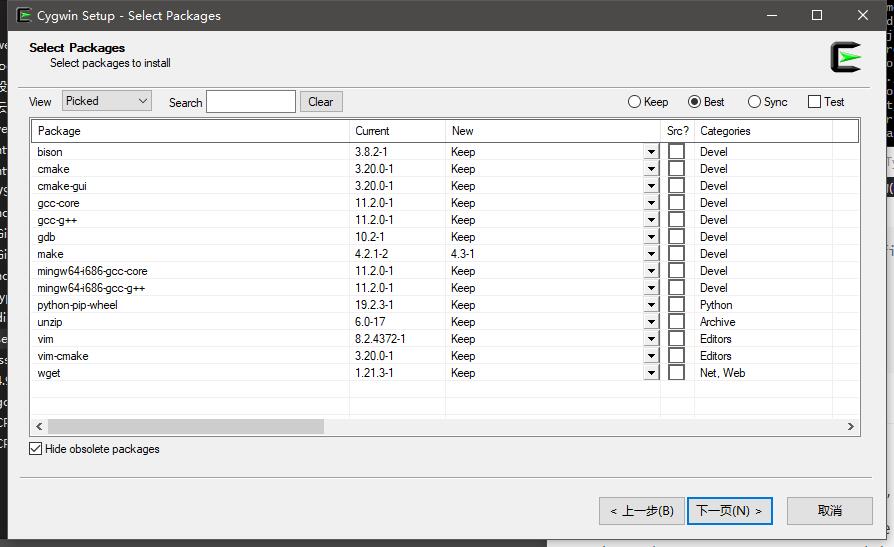 Cygwin Setup - Select Packages
Select Packages
Select packages to install
View Picked Search Clear Keep Best Sync Test
Package Current New Src? Categories
bison 3.8.2-1 Keep Devel
cmake 3.20.0-1 Keep Devel
cmake-gui 3.20.0-1 Keep Devel
gcc-core 11.2.0-1 Keep Devel
gcc-g++ 11.2.0-1 Keep Devel
gdb 10.2-1 Keep Devel
make 4.2.1-2 4.3-1 Devel
mingw64-i686-gcc-core 11.2.0-1 Keep Devel
mingw64-i686-gcc-g++ 11.2.0-1 Keep Devel
python-pip-wheel 19.2.3-1 Keep Python
unzip 6.0-17 Keep Archive
vim 8.2.4372-1 Keep Editors
vim-cmake 3.20.0-1 Keep Editors
wget 1.21.3-1 Keep Net, Web
Hide obsolete packages
< 上一步(B) 下一页(N) > 取消